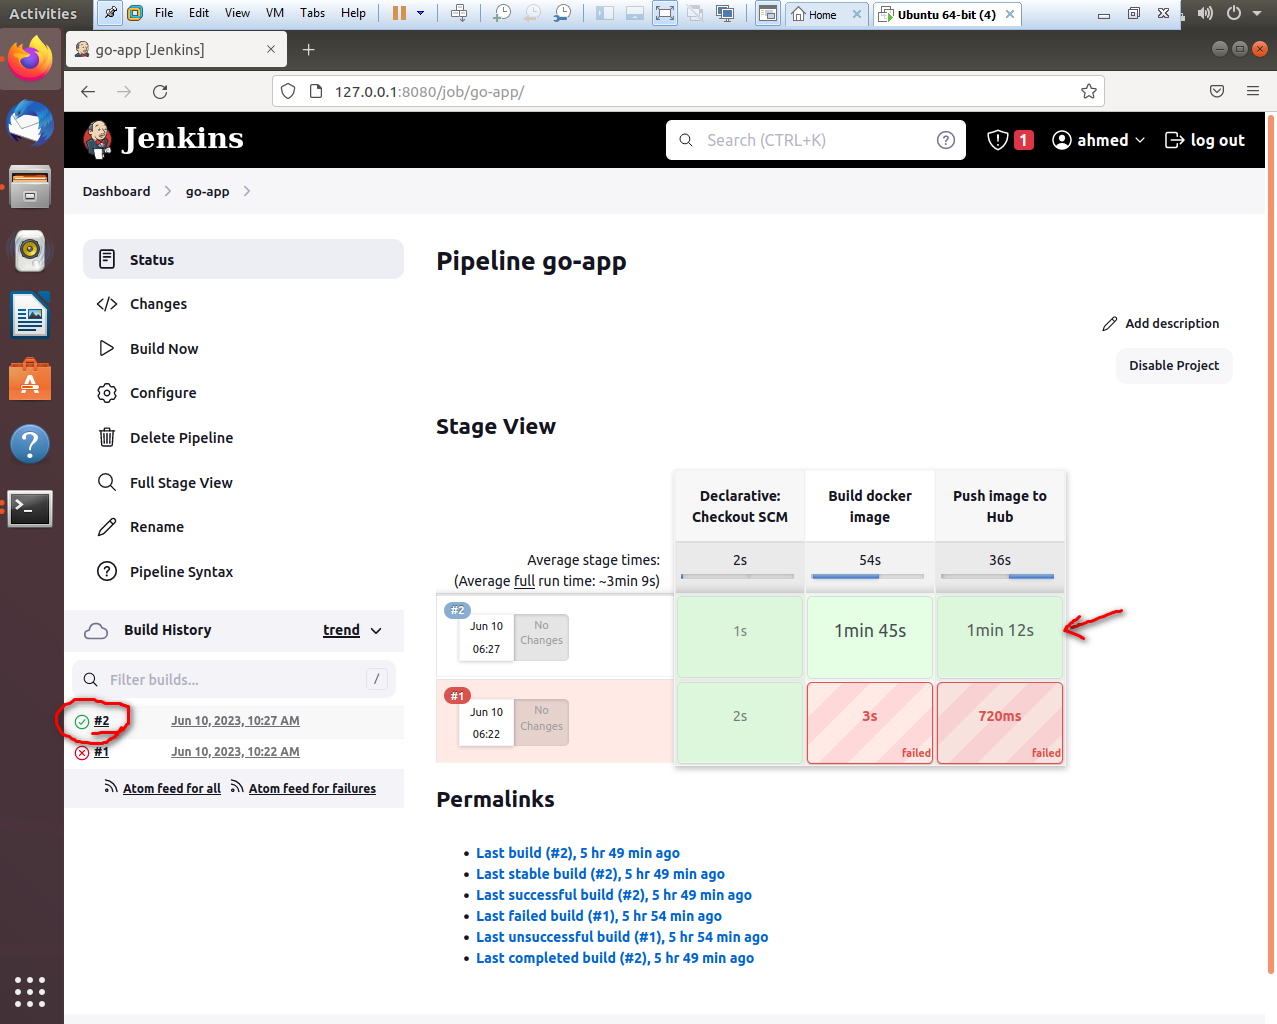 Activities
File Edit View VM Tabs Help
Home
Ubuntu 64-bit (4)
go-app [Jenkins]
127.0.0.1:8080/job/go-app/
Jenkins
Search (CTRL+K)
1
ahmed
log out
Dashboard
go-app
Status
Changes
Build Now
Configure
Delete Pipeline
Full Stage View
Rename
Pipeline Syntax
Build History
trend
Filter builds...
/
#2
Jun 10, 2023, 10:27 AM
#1
Jun 10, 2023, 10:22 AM
Atom feed for all
Atom feed for failures
Pipeline go-app
Add description
Disable Project
Stage View
Declarative:
Checkout SCM
Build docker
image
Push image to
Hub
Average stage times:
(Average full run time: ~3min 9s)
2s
54s
36s
#2
Jun 10
06:27
No
Changes
1s
1min 45s
1min 12s
#1
Jun 10
06:22
No
Changes
2s
3s
failed
720ms
failed
Permalinks
Last build (#2), 5 hr 49 min ago
Last stable build (#2), 5 hr 49 min ago
Last successful build (#2), 5 hr 49 min ago
Last failed build (#1), 5 hr 54 min ago
Last unsuccessful build (#1), 5 hr 54 min ago
Last completed build (#2), 5 hr 49 min ago